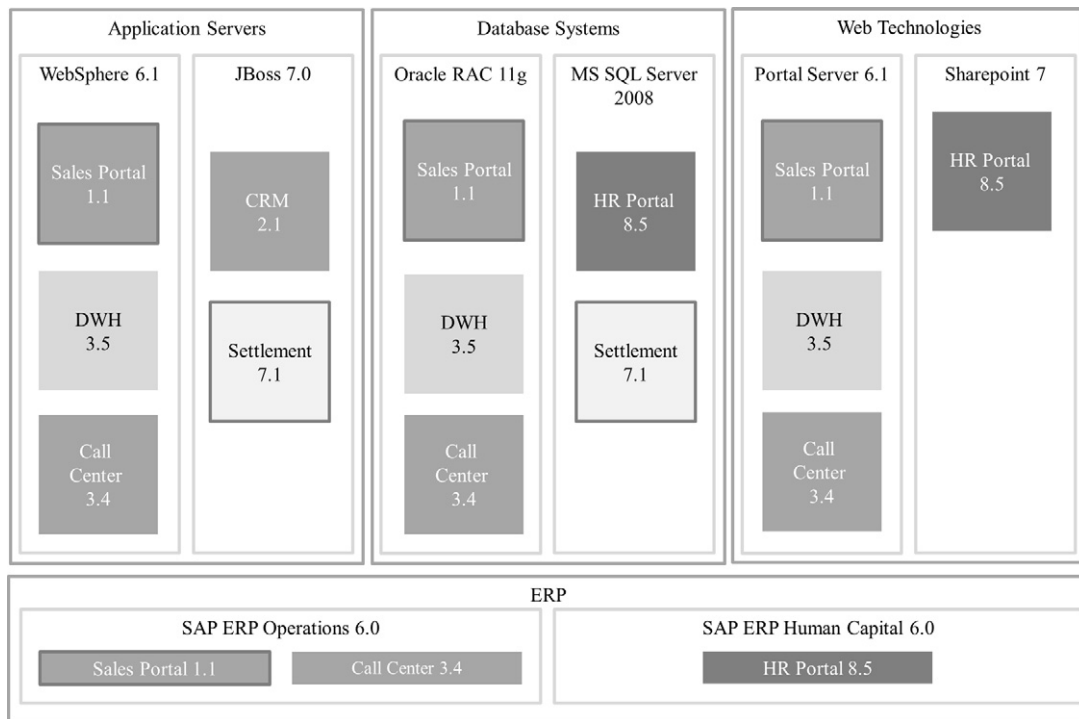 Application Servers
WebSphere 6.1
Sales Portal
1.1
DWH
3.5
Call
Center
3.4
JBoss 7.0
CRM
2.1
Settlement
7.1
Database Systems
Oracle RAC 11g
Sales Portal
1.1
DWH
3.5
Call
Center
3.4
MS SQL Server
2008
HR Portal
8.5
Settlement
7.1
Web Technologies
Portal Server 6.1
Sales Portal
1.1
DWH
3.5
Call
Center
3.4
Sharepoint 7
HR Portal
8.5
ERP
SAP ERP Operations 6.0
Sales Portal 1.1
Call Center 3.4
SAP ERP Human Capital 6.0
HR Portal 8.5